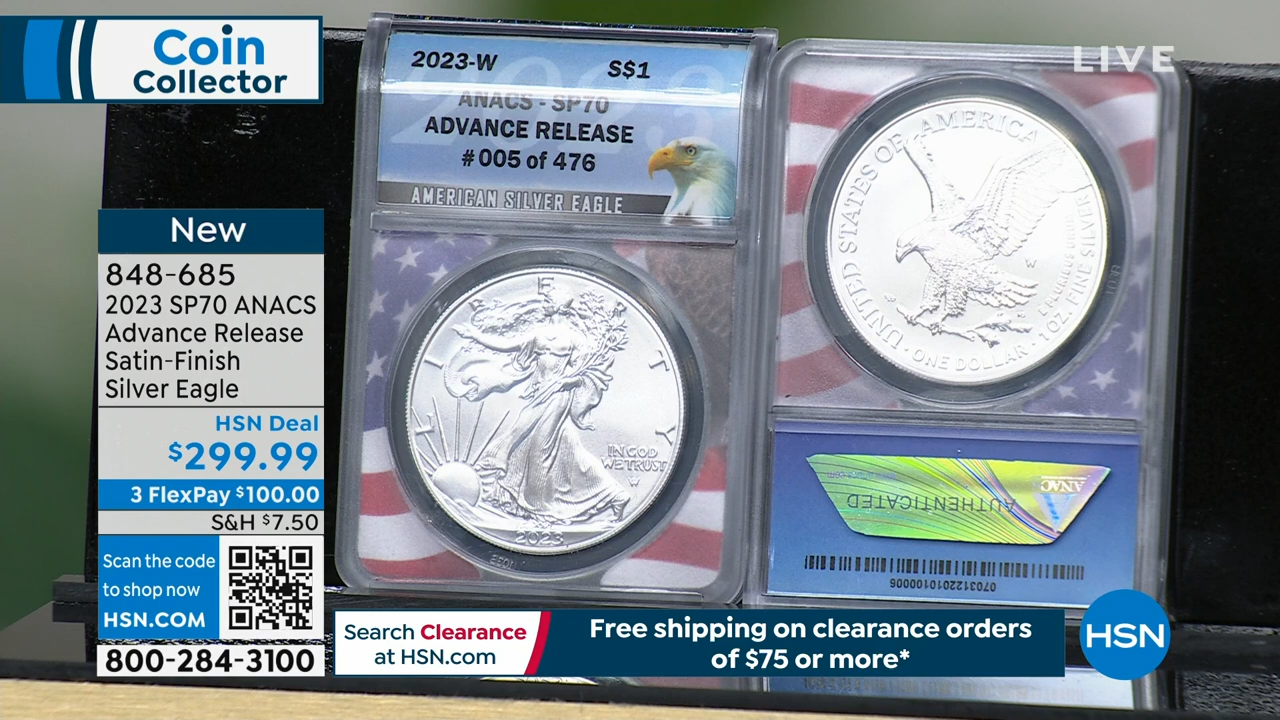 Coin
Collector
LIVE
2023-W S$1
ANACS - SP70
ADVANCE RELEASE
#005 of 476
AMERICAN SILVER EAGLE
LIBERTY
IN GOD
WE TRUST
2023
UNITED STATES OF AMERICA
W
1 OZ. FINE SILVER
ONE DOLLAR
ANAC
AUTHENTICATED
New
848-685
2023 SP70 ANACS
Advance Release
Satin-Finish
Silver Eagle
HSN Deal
$299.99
3 FlexPay $100.00
S&H $7.50
Scan the code
to shop now
HSN.COM
800-284-3100
Search Clearance
at HSN.com
Free shipping on clearance orders
of $75 or more*
HSN